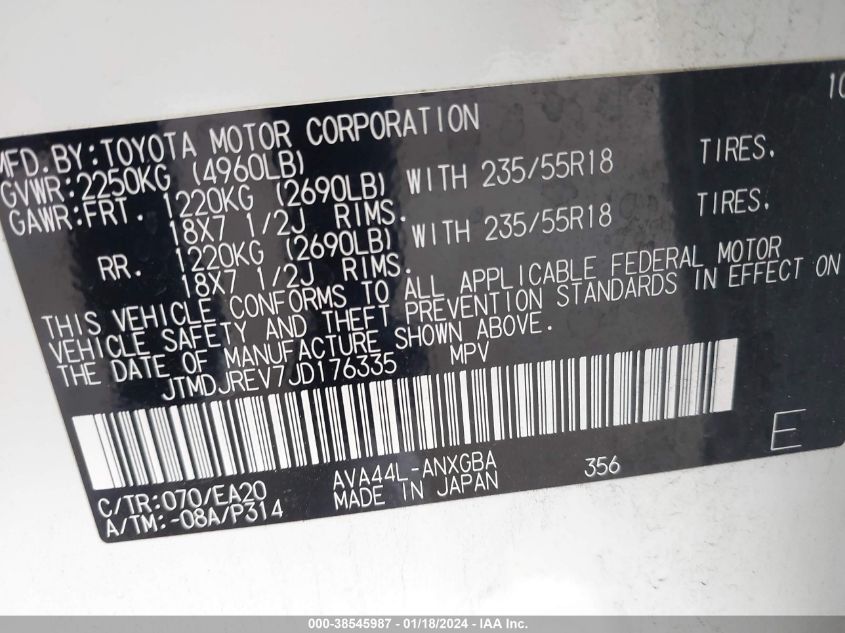 10
MFD.BY:TOYOTA MOTOR CORPORATION
GVWR:2250KG (4960LB)
GAWR:FRT. 1220KG (2690LB) WITH 235/55R18 TIRES.
18X7 1/2J RIMS.
RR. 1220KG (2690LB) WITH 235/55R18 TIRES.
18X7 1/2J RIMS.
THIS VEHICLE CONFORMS TO ALL APPLICABLE FEDERAL MOTOR
VEHICLE SAFETY AND THEFT PREVENTION STANDARDS IN EFFECT ON
THE DATE OF MANUFACTURE SHOWN ABOVE.
JTMDJREV7JD176335 MPV
C/TR:070/EA20 AVA44L-ANXGBA 356 E
A/TM:-08A/P314 MADE IN JAPAN
000-38545987 - 01/18/2024 - IAA Inc.